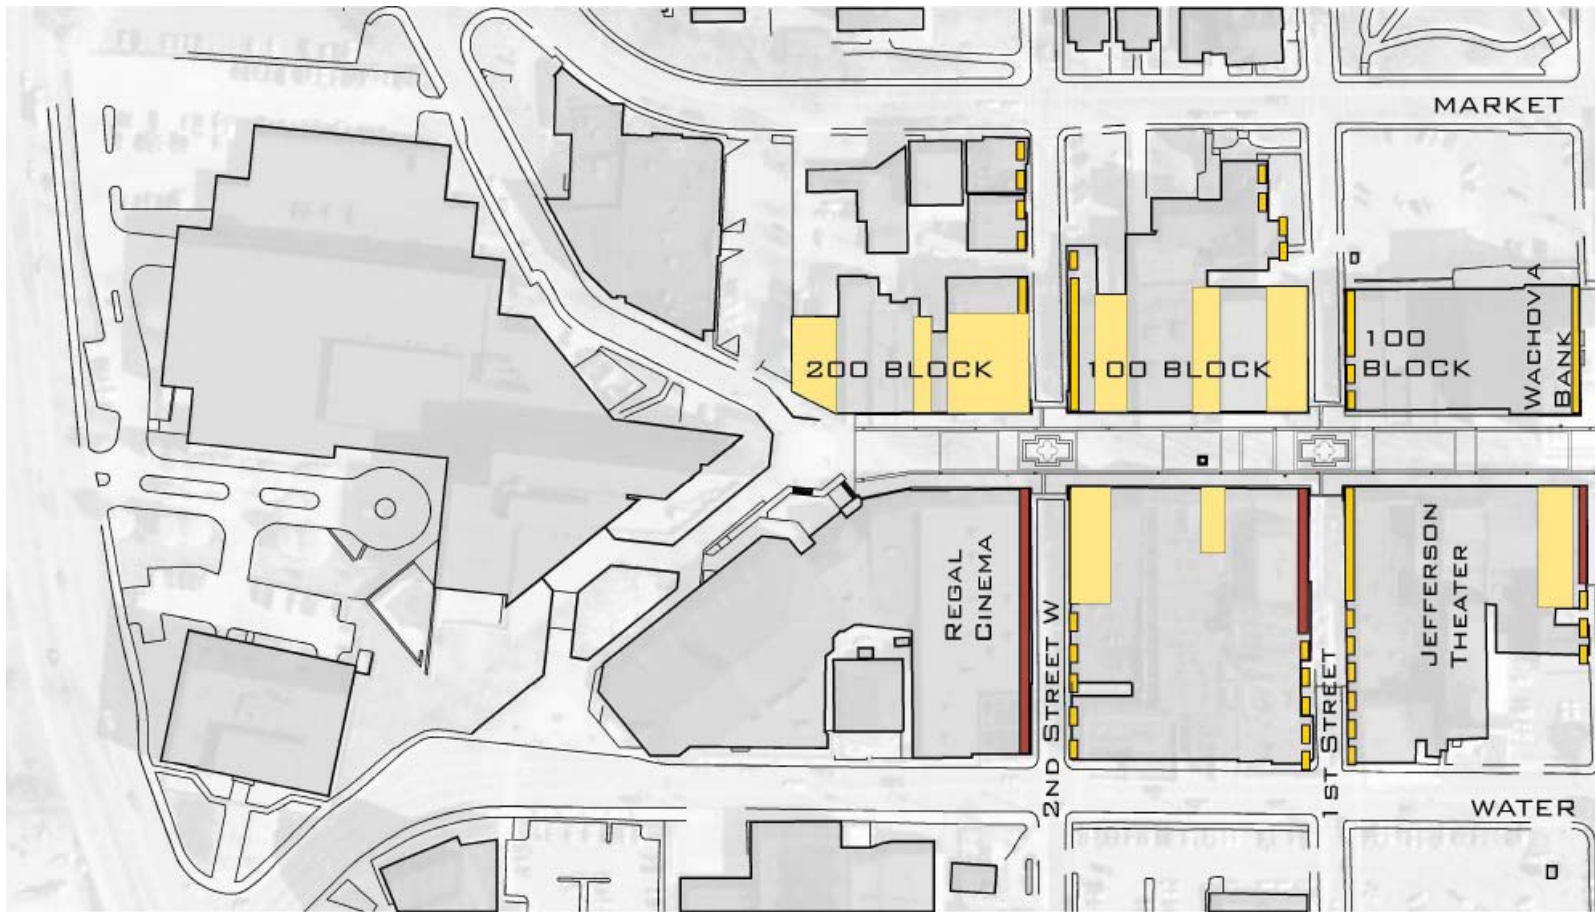 MARKET
200 BLOCK
100 BLOCK
100
BLOCK
WACHOVIA
BANK
REGAL
CINEMA
2ND STREET W
1ST STREET
JEFFERSON
THEATER
WATER